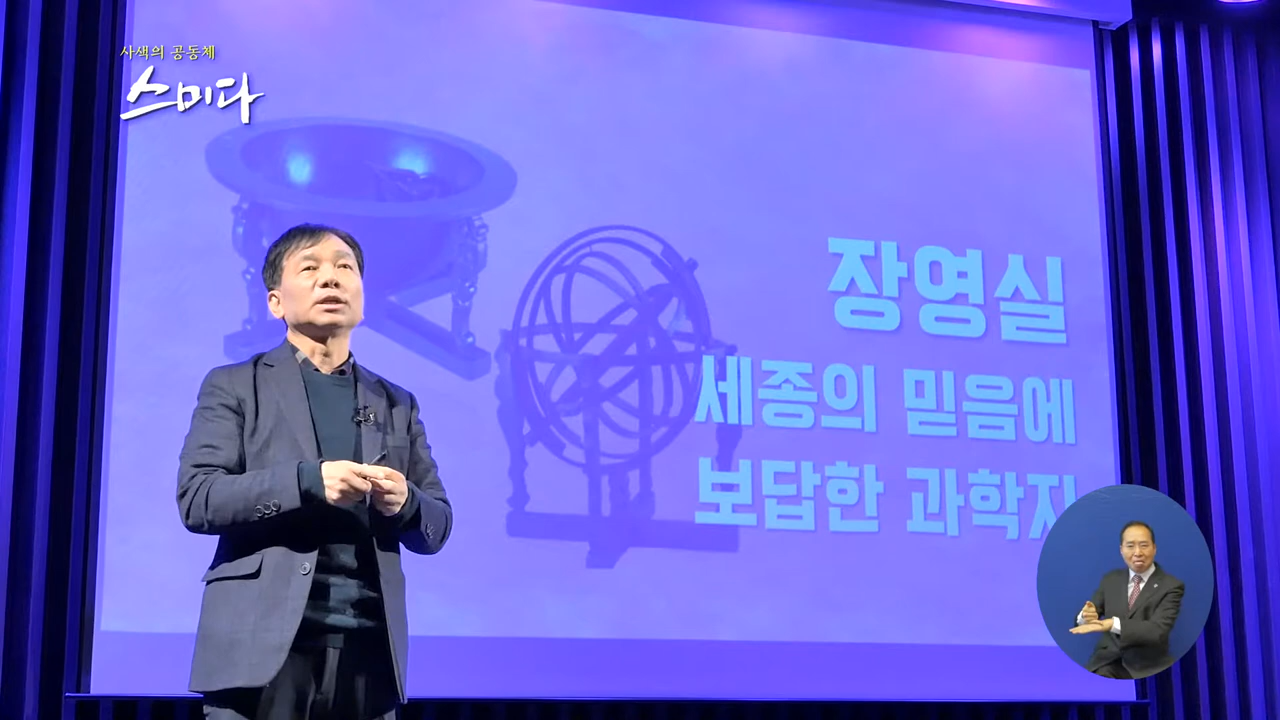 사색의 공동체
스미다
장영실
세종의 믿음에
보답한 과학자